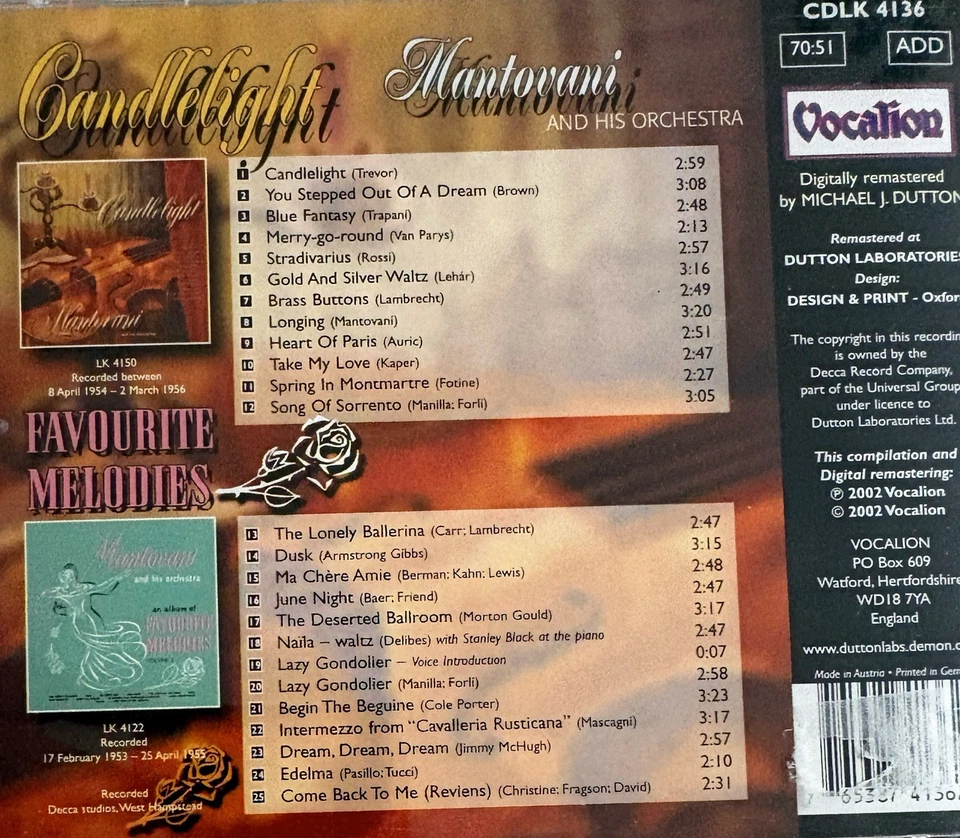 Candlelight
Mantovani
AND HIS ORCHESTRA
Candlelight
Mantovani
LK 4150
Recorded between
8 April 1954 – 2 March 1956
1 Candlelight (Trevor) 2:59
2 You Stepped Out Of A Dream (Brown) 3:08
3 Blue Fantasy (Trapani) 2:48
4 Merry-go-round (Van Parys) 2:13
5 Stradivarius (Rossi) 2:57
6 Gold And Silver Waltz (Lehár) 3:16
7 Brass Buttons (Lambrecht) 2:49
8 Longing (Mantovani) 3:20
9 Heart Of Paris (Auric) 2:51
10 Take My Love (Kaper) 2:47
11 Spring In Montmartre (Fotine) 2:27
12 Song Of Sorrento (Manilla; Forli) 3:05
FAVOURITE
MELODIES
Mantovani
and his orchestra
an album of
FAVOURITE
MELODIES
LK 4122
Recorded
17 February 1953 – 25 April 1955
Recorded
Decca studios, West Hampstead
13 The Lonely Ballerina (Carr; Lambrecht) 2:47
14 Dusk (Armstrong Gibbs) 3:15
15 Ma Chère Amie (Berman; Kahn; Lewis) 2:48
16 June Night (Baer; Friend) 2:47
17 The Deserted Ballroom (Morton Gould) 3:17
18 Naïla – waltz (Delibes) with Stanley Black at the piano 2:47
19 Lazy Gondolier – Voice Introduction 0:07
20 Lazy Gondolier (Manilla; Forli) 2:58
21 Begin The Beguine (Cole Porter) 3:23
22 Intermezzo from “Cavalleria Rusticana” (Mascagni) 3:17
23 Dream, Dream, Dream (Jimmy McHugh) 2:57
24 Edelma (Pasillo; Tucci) 2:10
25 Come Back To Me (Reviens) (Christine; Fragson; David) 2:31
CDLK 4136
70:51 ADD
Vocalion
Digitally remastered
by MICHAEL J. DUTTON
Remastered at
DUTTON LABORATORIES
Design:
DESIGN & PRINT - Oxfor
The copyright in this recordin
is owned by the
Decca Record Company,
part of the Universal Group
under licence to
Dutton Laboratories Ltd.
This compilation and
Digital remastering:
℗ 2002 Vocalion
© 2002 Vocalion
VOCALION
PO Box 609
Watford, Hertfordshire
WD18 7YA
England
www.duttonlabs.demon.c
Made in Austria • Printed in Germ